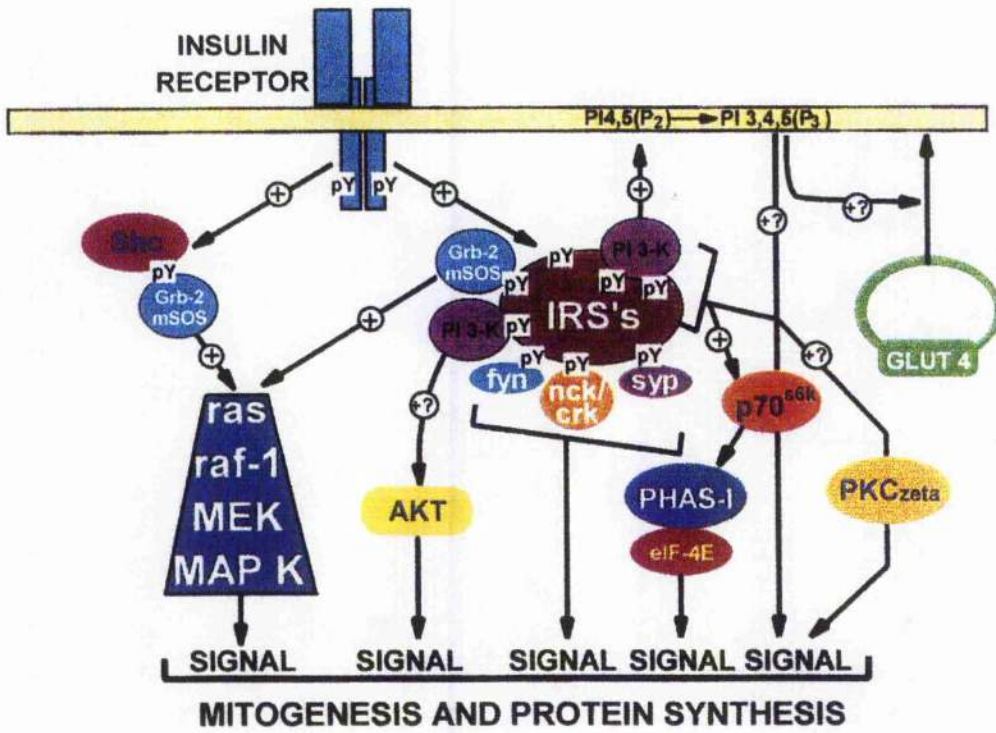 INSULIN
RECEPTOR
PI4,5(P2) PI 3,4,5(P3)
pY pY
+
+
+
+?
+?
Shc
pY
Grb-2
mSOS
Grb-2
mSOS
PI 3-K
pY
pY
pY
pY
IRS's
PI 3-K
pY
pY
pY
pY
fyn
nck/
crk
syp
+
+
+?
+
+?
GLUT 4
p70s6k
ras
raf-1
MEK
MAP K
AKT
PHAS-I
eIF-4E
PKCzeta
SIGNAL SIGNAL SIGNAL SIGNAL SIGNAL
MITOGENESIS AND PROTEIN SYNTHESIS